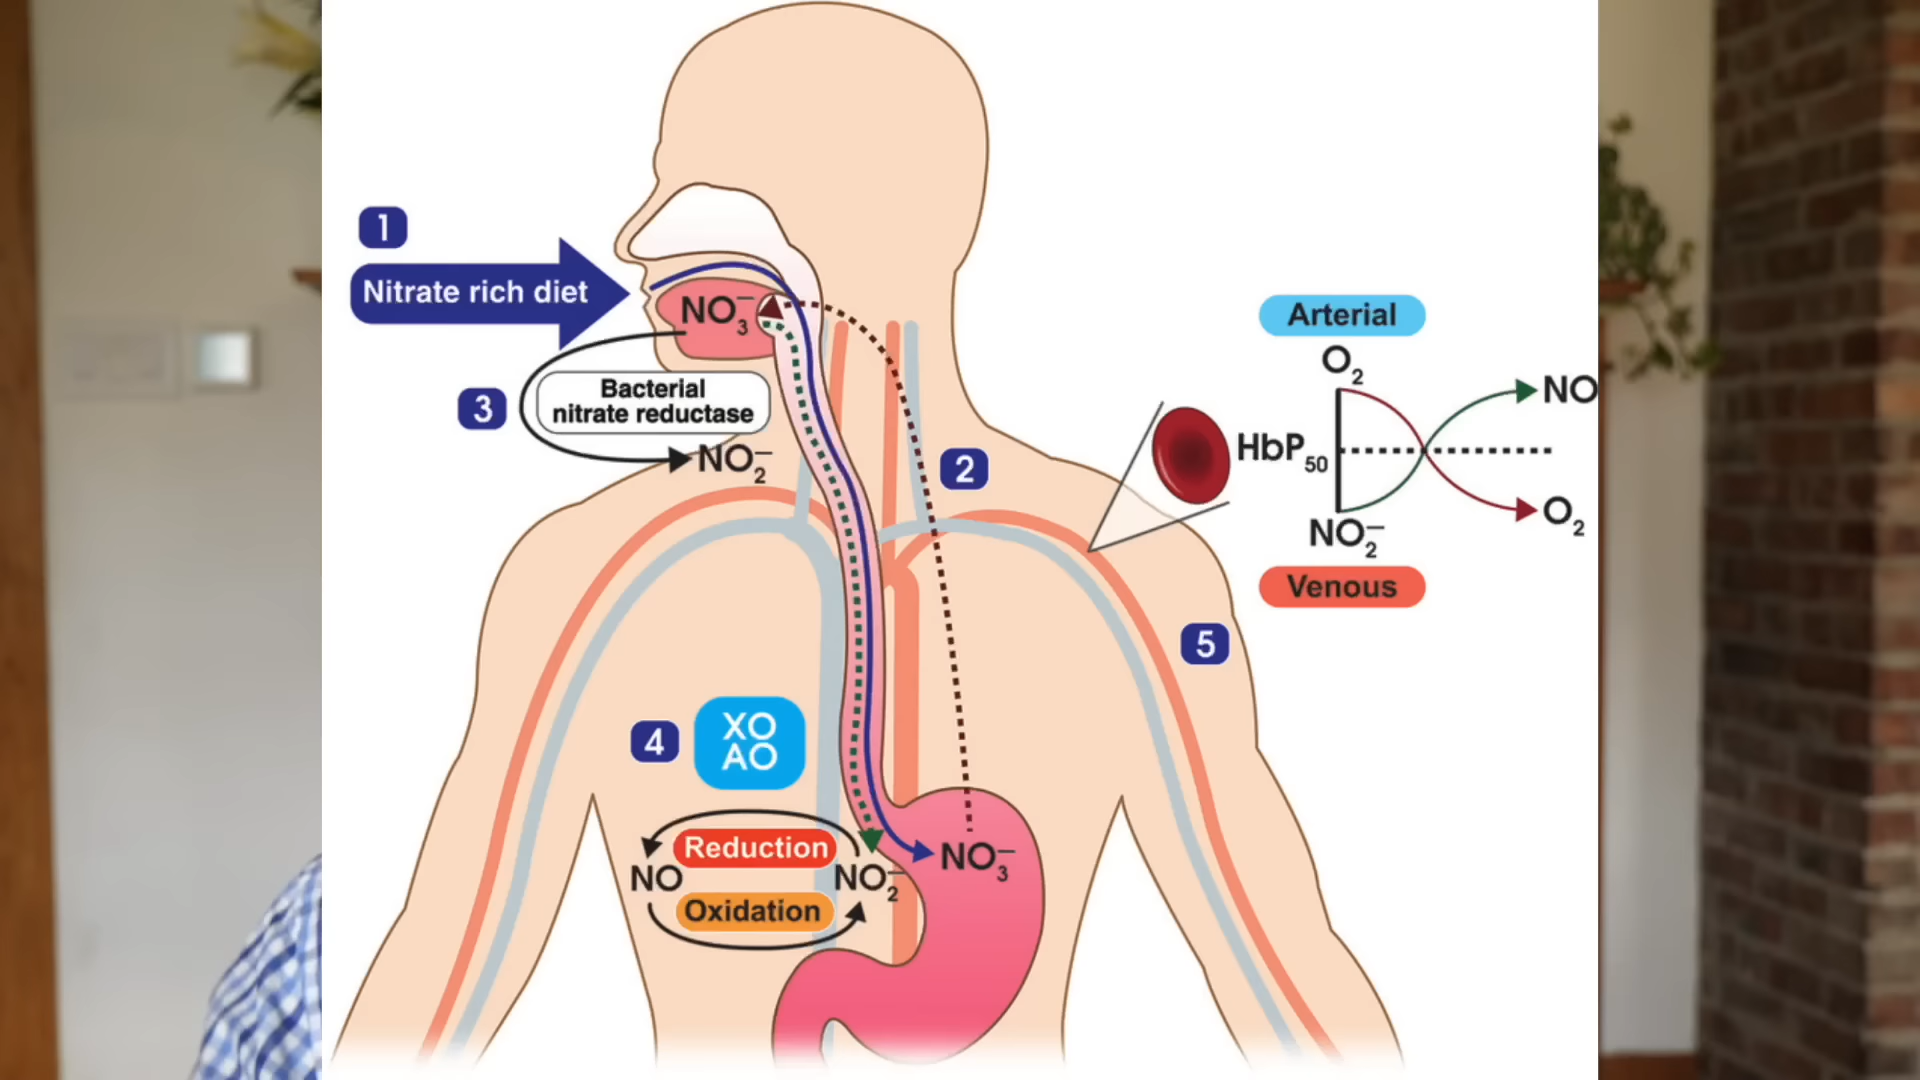 1
Nitrate rich diet
NO₃⁻
3
Bacterial
nitrate reductase
NO₂⁻
2
Arterial
O₂
NO
HbP₅₀
O₂
NO₂⁻
Venous
5
4
XO
AO
Reduction
NO
NO₂⁻
Oxidation
NO₃⁻